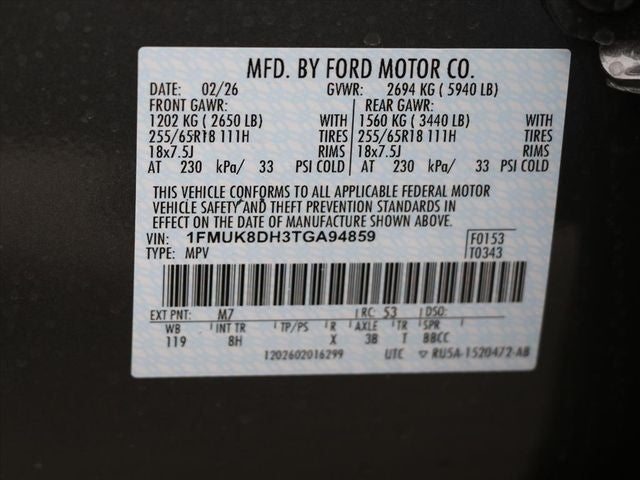 MFD. BY FORD MOTOR CO.
DATE: 02/26 GVWR: 2694 KG ( 5940 LB)
FRONT GAWR: REAR GAWR:
1202 KG ( 2650 LB) WITH 1560 KG ( 3440 LB) WITH
255/65R18 111H TIRES 255/65R18 111H TIRES
18x7.5J RIMS 18x7.5J RIMS
AT 230 kPa/ 33 PSI COLD AT 230 kPa/ 33 PSI COLD
THIS VEHICLE CONFORMS TO ALL APPLICABLE FEDERAL MOTOR
VEHICLE SAFETY AND THEFT PREVENTION STANDARDS IN
EFFECT ON THE DATE OF MANUFACTURE SHOWN ABOVE.
VIN: 1FMUK8DH3TGA94859 F0153
TYPE: MPV T0343
EXT PNT: M7 RC: 53 DSO:
WB INT TR TP/PS R AXLE TR SPR
119 8H X 3B T BBCC
1202602016299 UTC RU5A-1520472-AB